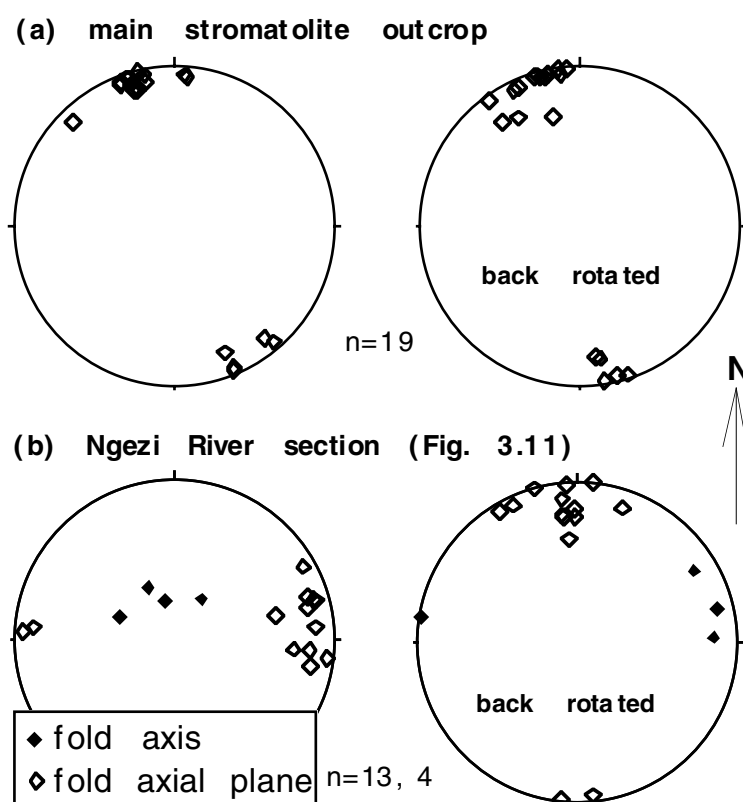 (a) main stromatolite outcrop
back rotated
n=19
N
(b) Ngezi River section (Fig. 3.11)
back rotated
fold axis
fold axial plane
n=13, 4